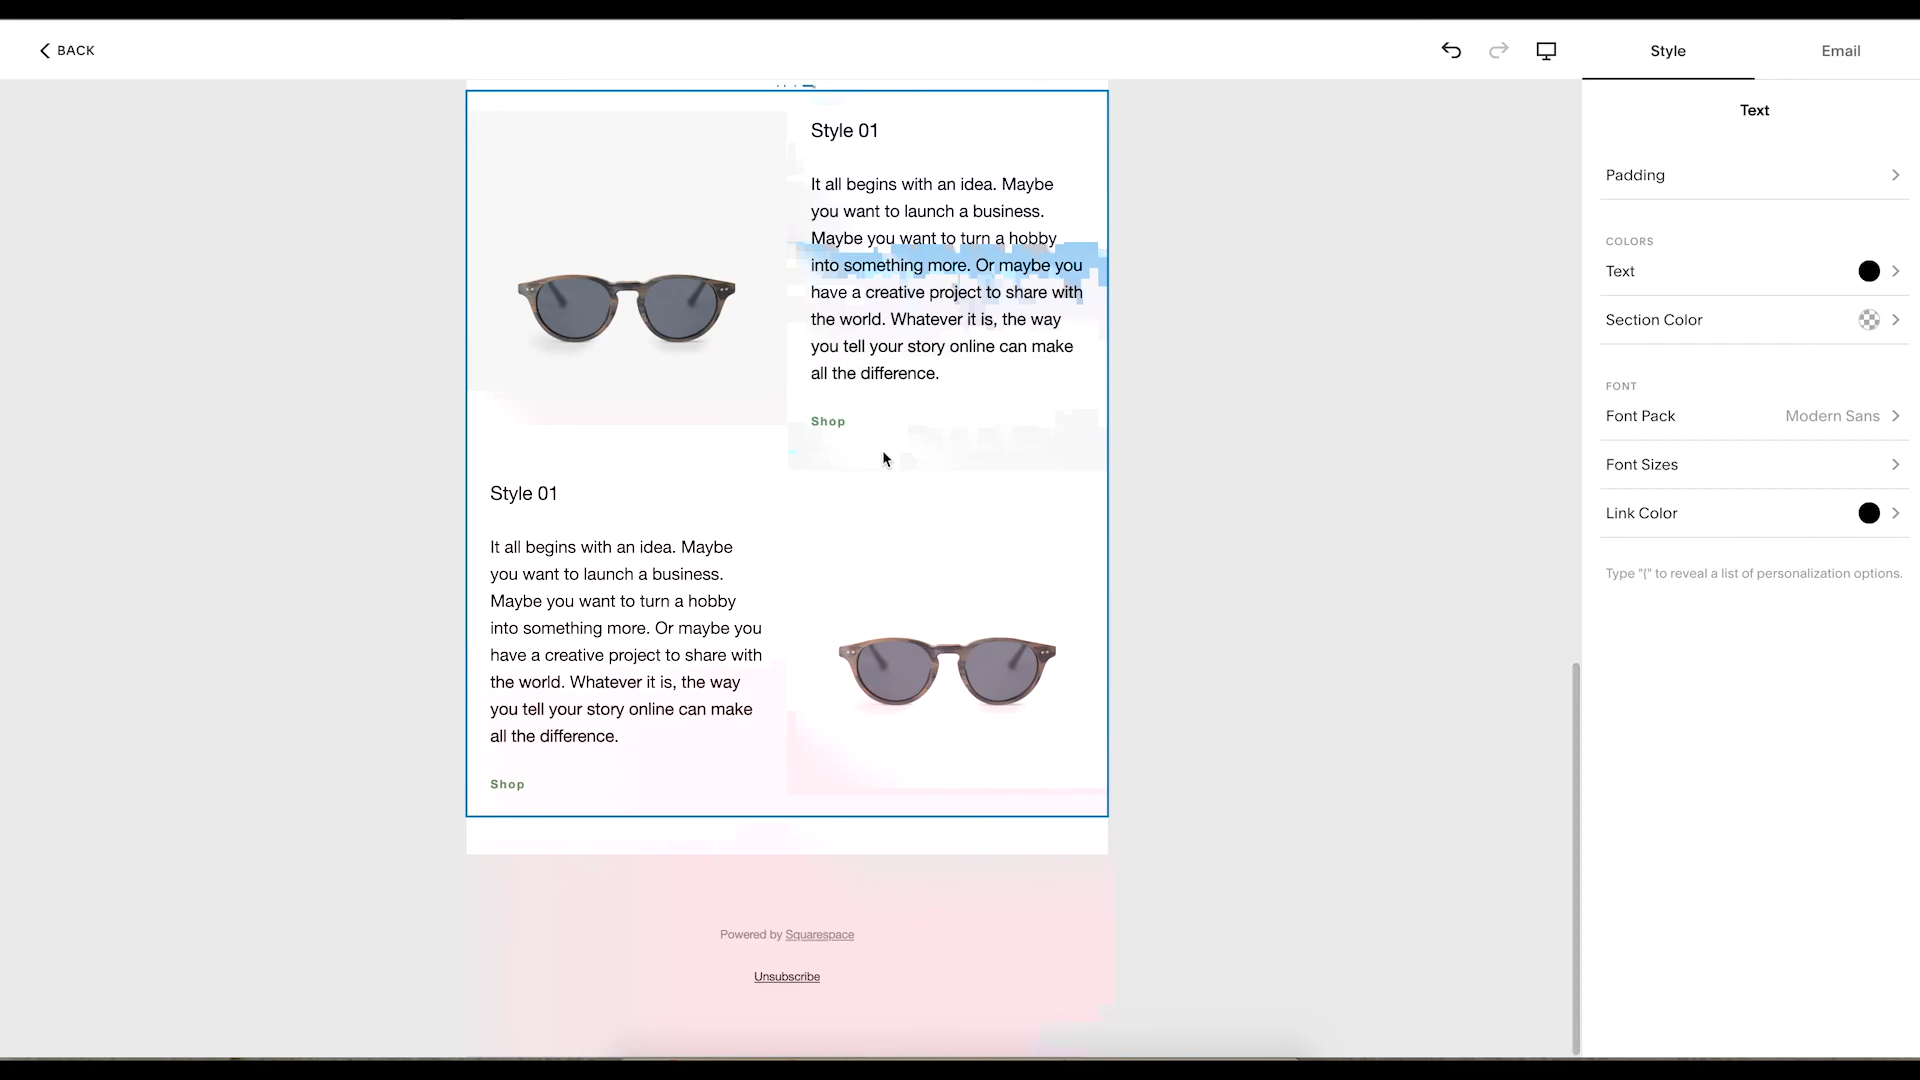 BACK
Style
Email
Style 01
It all begins with an idea. Maybe
you want to launch a business.
Maybe you want to turn a hobby
into something more. Or maybe you
have a creative project to share with
the world. Whatever it is, the way
you tell your story online can make
all the difference.
Shop
Style 01
It all begins with an idea. Maybe
you want to launch a business.
Maybe you want to turn a hobby
into something more. Or maybe you
have a creative project to share with
the world. Whatever it is, the way
you tell your story online can make
all the difference.
Shop
Powered by Squarespace
Unsubscribe
Text
Padding
COLORS
Text
Section Color
FONT
Font Pack Modern Sans
Font Sizes
Link Color
Type "{" to reveal a list of personalization options.